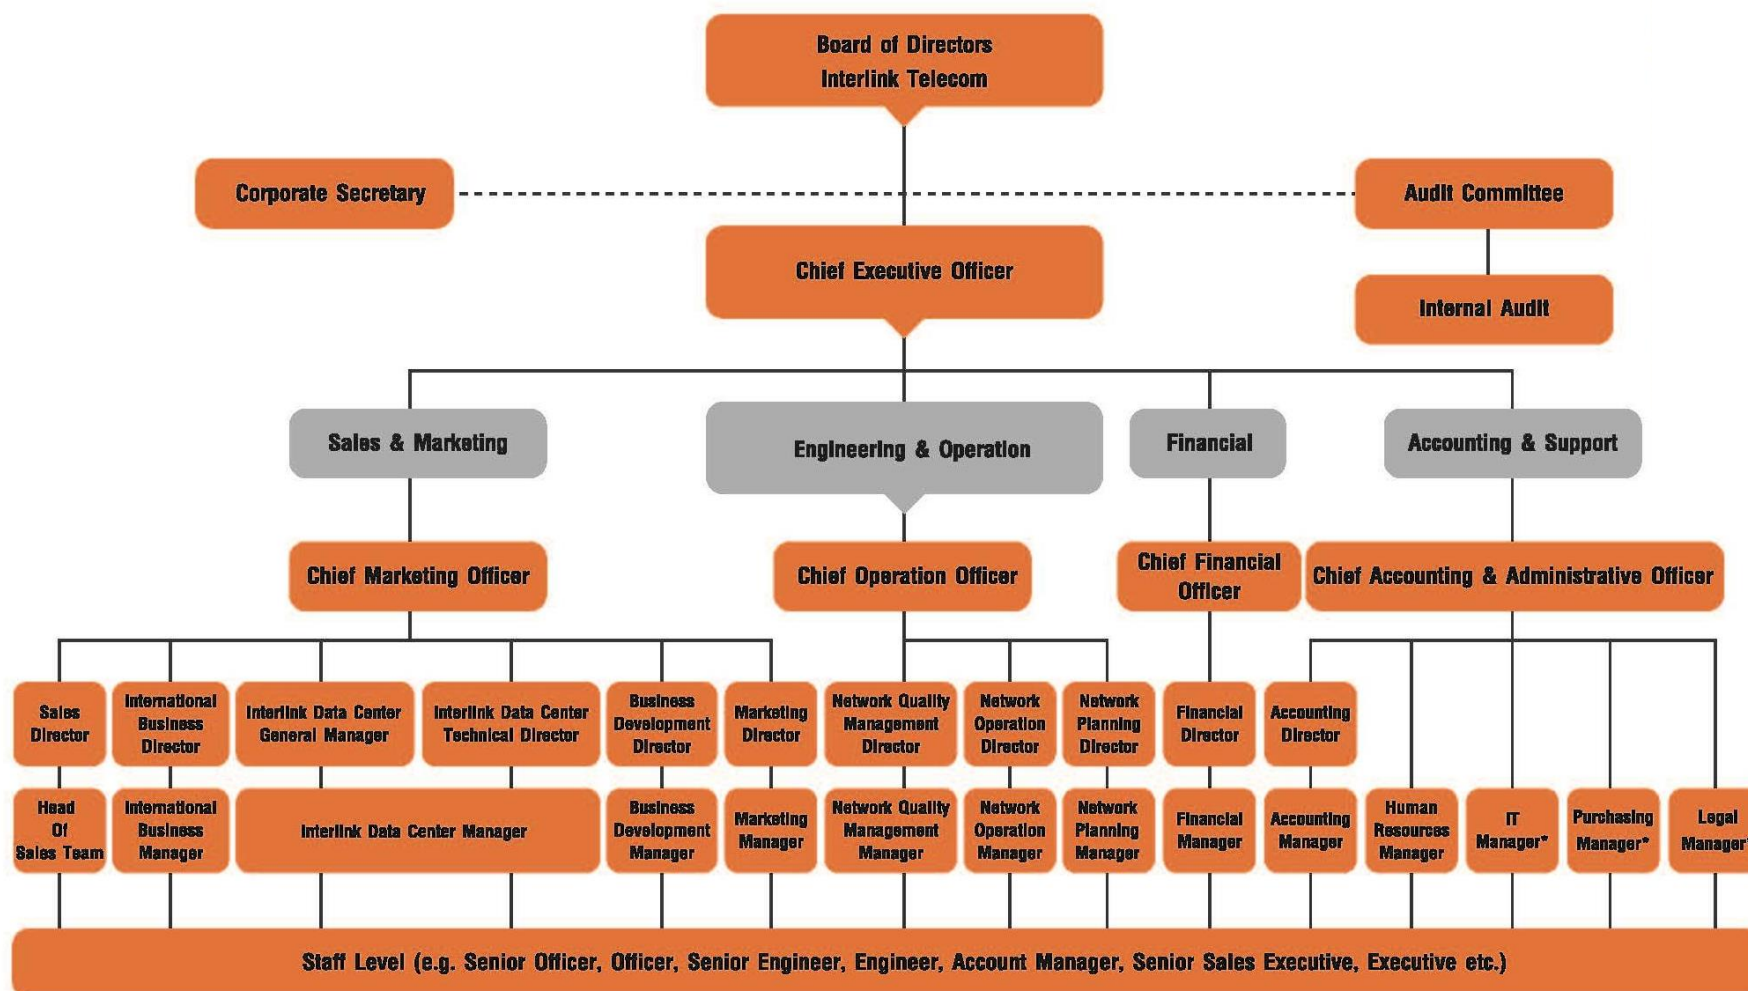 Board of Directors
Interlink Telecom
Corporate Secretary
Audit Committee
Chief Executive Officer
Internal Audit
Sales & Marketing
Engineering & Operation
Financial
Accounting & Support
Chief Marketing Officer
Chief Operation Officer
Chief Financial
Officer
Chief Accounting & Administrative Officer
Sales
Director
International
Business
Director
Interlink Data Center
General Manager
Interlink Data Center
Technical Director
Business
Development
Director
Marketing
Director
Network Quality
Management
Director
Network
Operation
Director
Network
Planning
Director
Financial
Director
Accounting
Director
Head
Of
Sales Team
International
Business
Manager
Interlink Data Center Manager
Business
Development
Manager
Marketing
Manager
Network Quality
Management
Manager
Network
Operation
Manager
Network
Planning
Manager
Financial
Manager
Accounting
Manager
Human
Resources
Manager
IT
Manager*
Purchasing
Manager*
Legal
Manager*
Staff Level (e.g. Senior Officer, Officer, Senior Engineer, Engineer, Account Manager, Senior Sales Executive, Executive etc.)